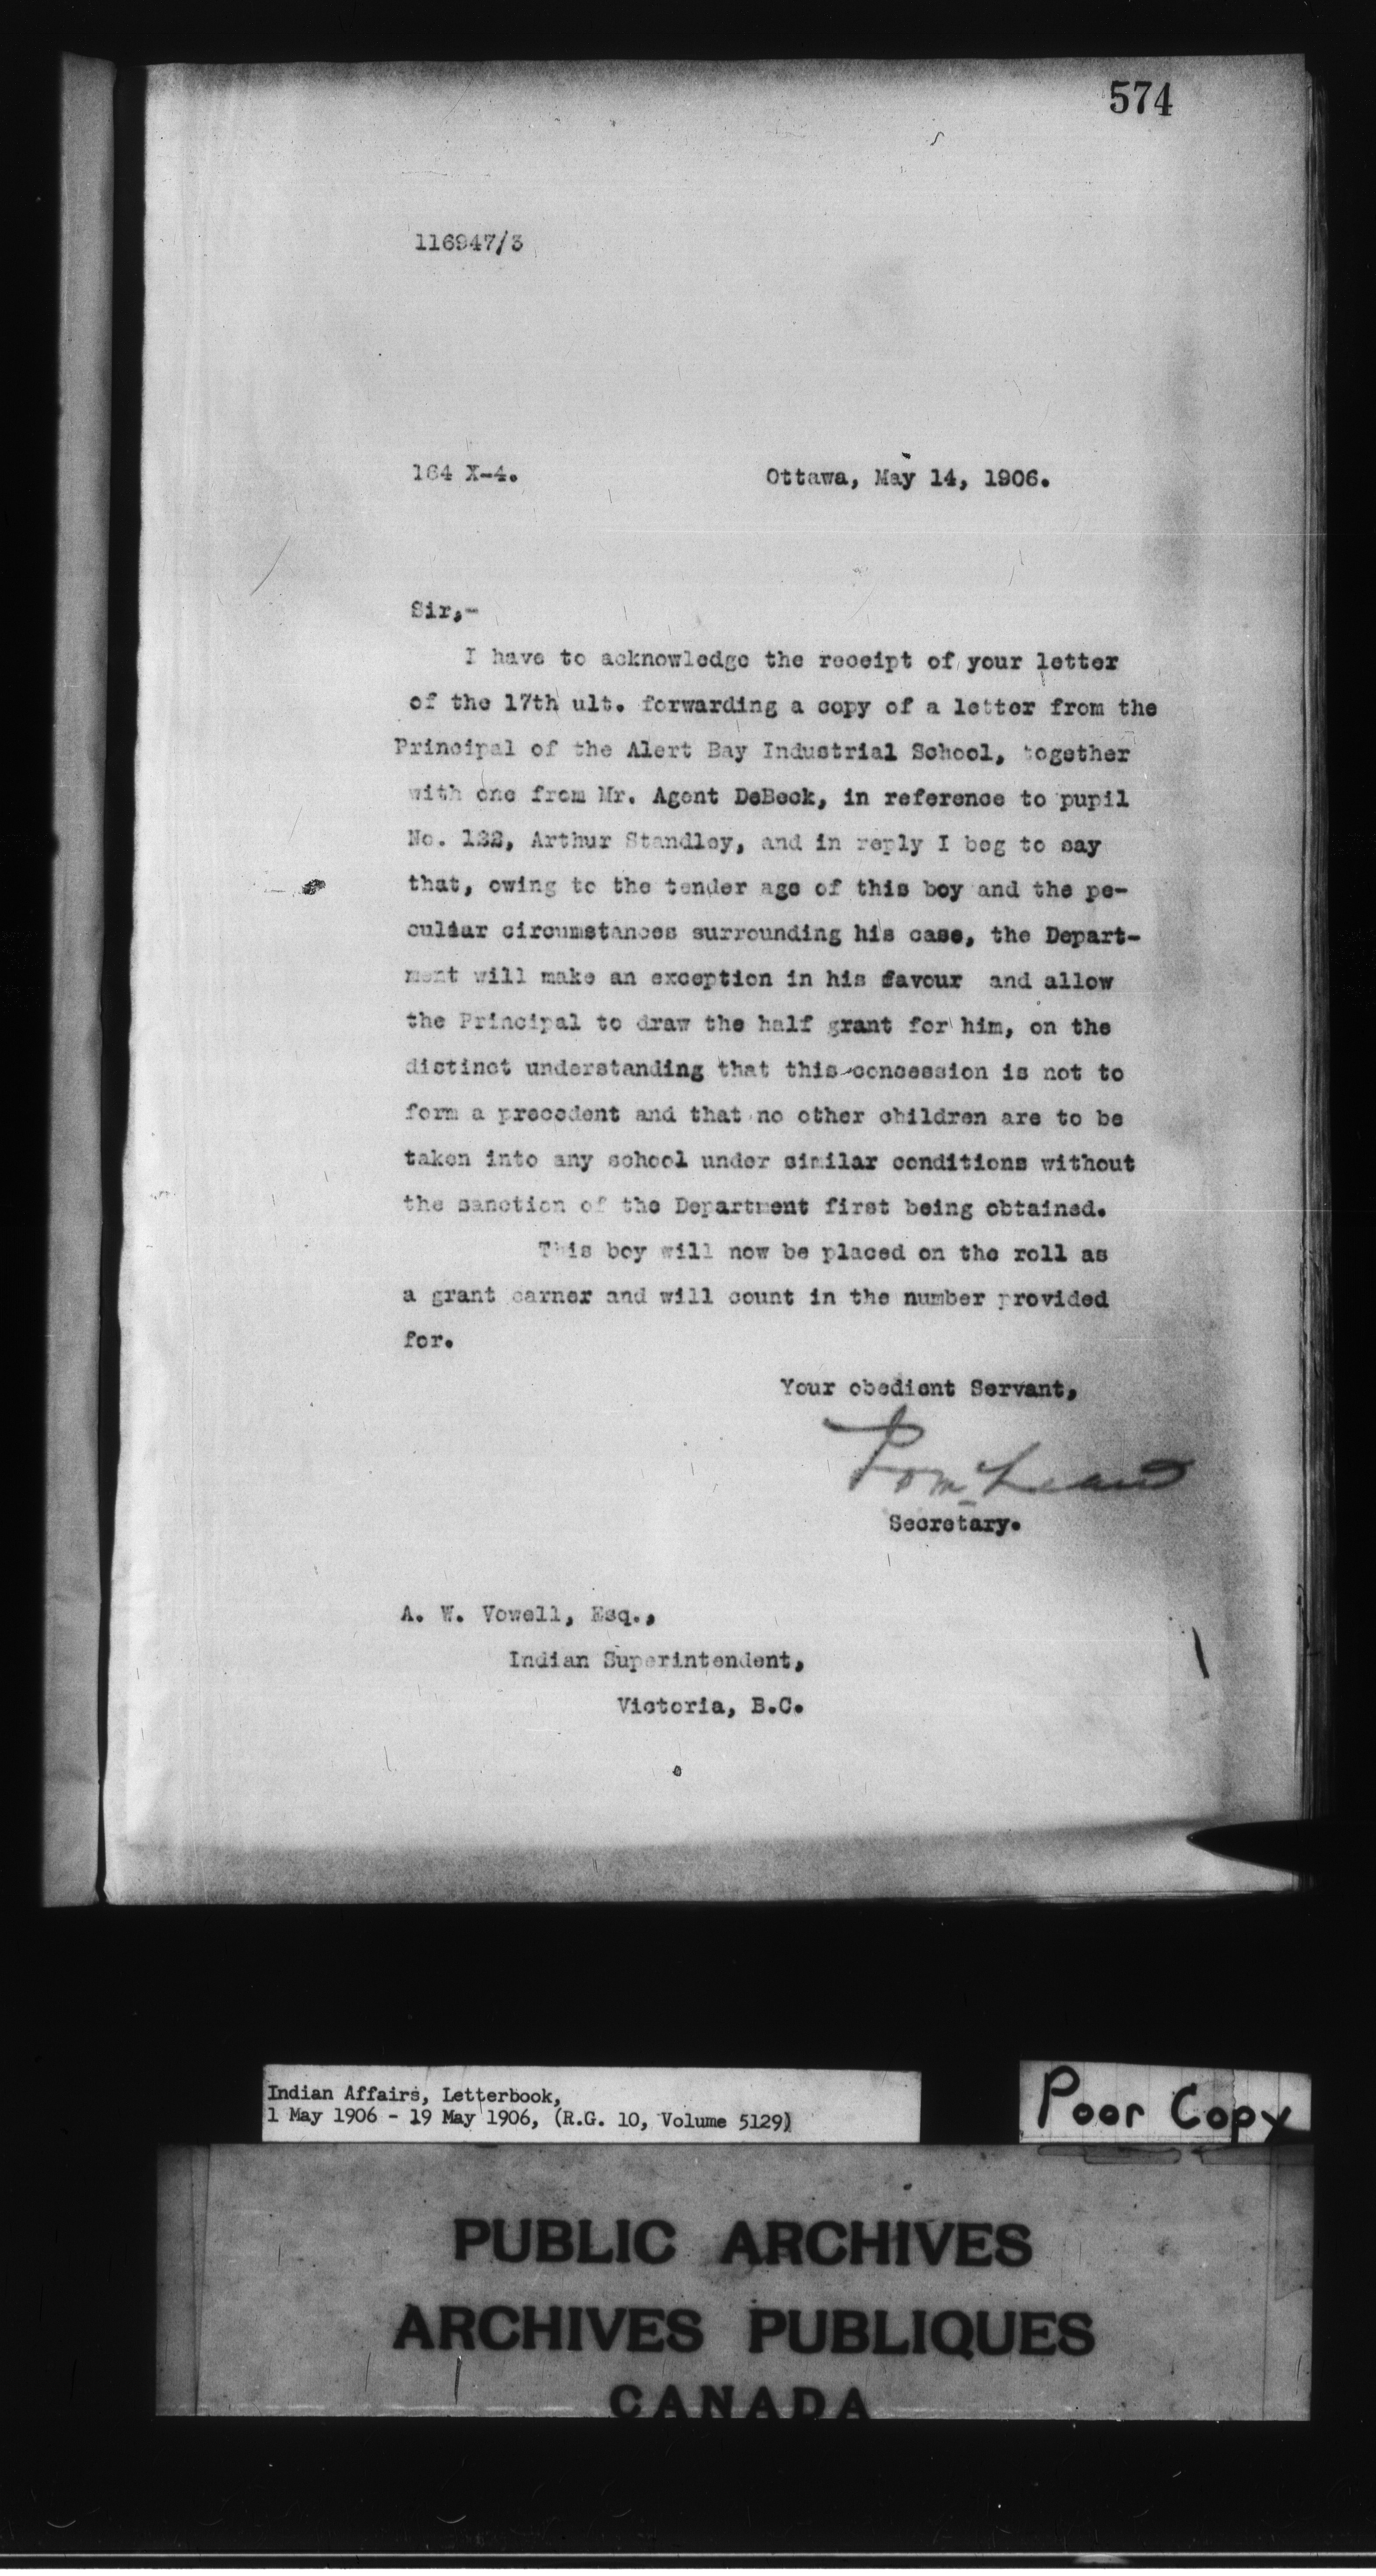 574
116947/3
164 X-4. Ottawa, May 14, 1906.
Sir,-
I have to acknowledge the receipt of your letter
of the 17th ult. forwarding a copy of a letter from the
Principal of the Alert Bay Industrial School, together
with one from Mr. Agent DeBeck, in reference to pupil
No. 122, Arthur Standley, and in reply I beg to say
that, owing to the tender age of this boy and the pe-
culiar circumstances surrounding his case, the Depart-
ment will make an exception in his favour and allow
the Principal to draw the half grant for him, on the
distinct understanding that this concession is not to
form a precedent and that no other children are to be
taken into any school under similar conditions without
the sanction of the Department first being obtained.
This boy will now be placed on the roll as
a grant earner and will count in the number provided
for.
Your obedient Servant,
Secretary.
A. W. Vowell, Esq.,
Indian Superintendent,
Victoria, B.C.
Indian Affairs, Letterbook,
1 May 1906 - 19 May 1906, (R.G. 10, Volume 5129)
Poor Copy
PUBLIC ARCHIVES
ARCHIVES PUBLIQUES
CANADA